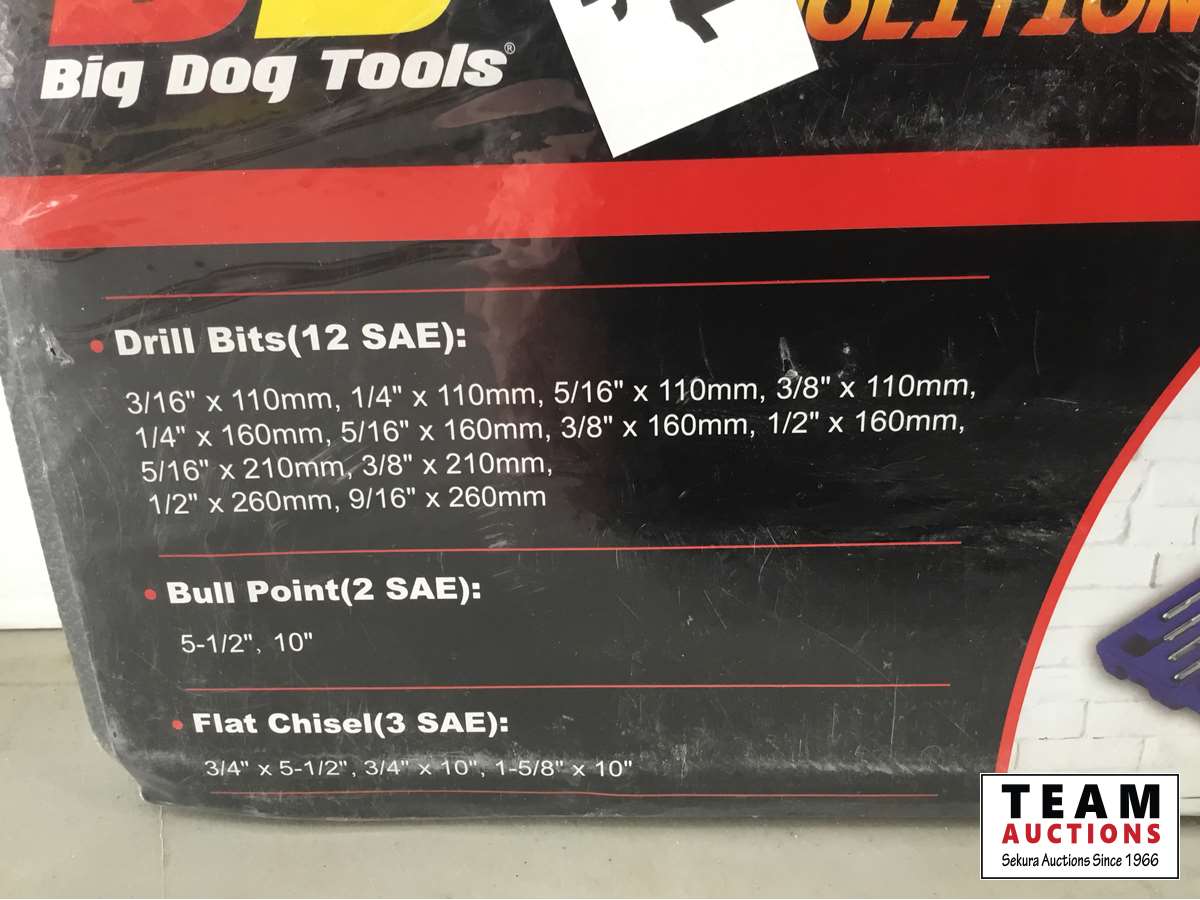 Big Dog Tools®
OLITION
• Drill Bits(12 SAE):
3/16" x 110mm, 1/4" x 110mm, 5/16" x 110mm, 3/8" x 110mm,
1/4" x 160mm, 5/16" x 160mm, 3/8" x 160mm, 1/2" x 160mm,
5/16" x 210mm, 3/8" x 210mm,
1/2" x 260mm, 9/16" x 260mm
• Bull Point(2 SAE):
5-1/2", 10"
• Flat Chisel(3 SAE):
3/4" x 5-1/2", 3/4" x 10", 1-5/8" x 10"
TEAM
AUCTIONS
Sekura Auctions Since 1966